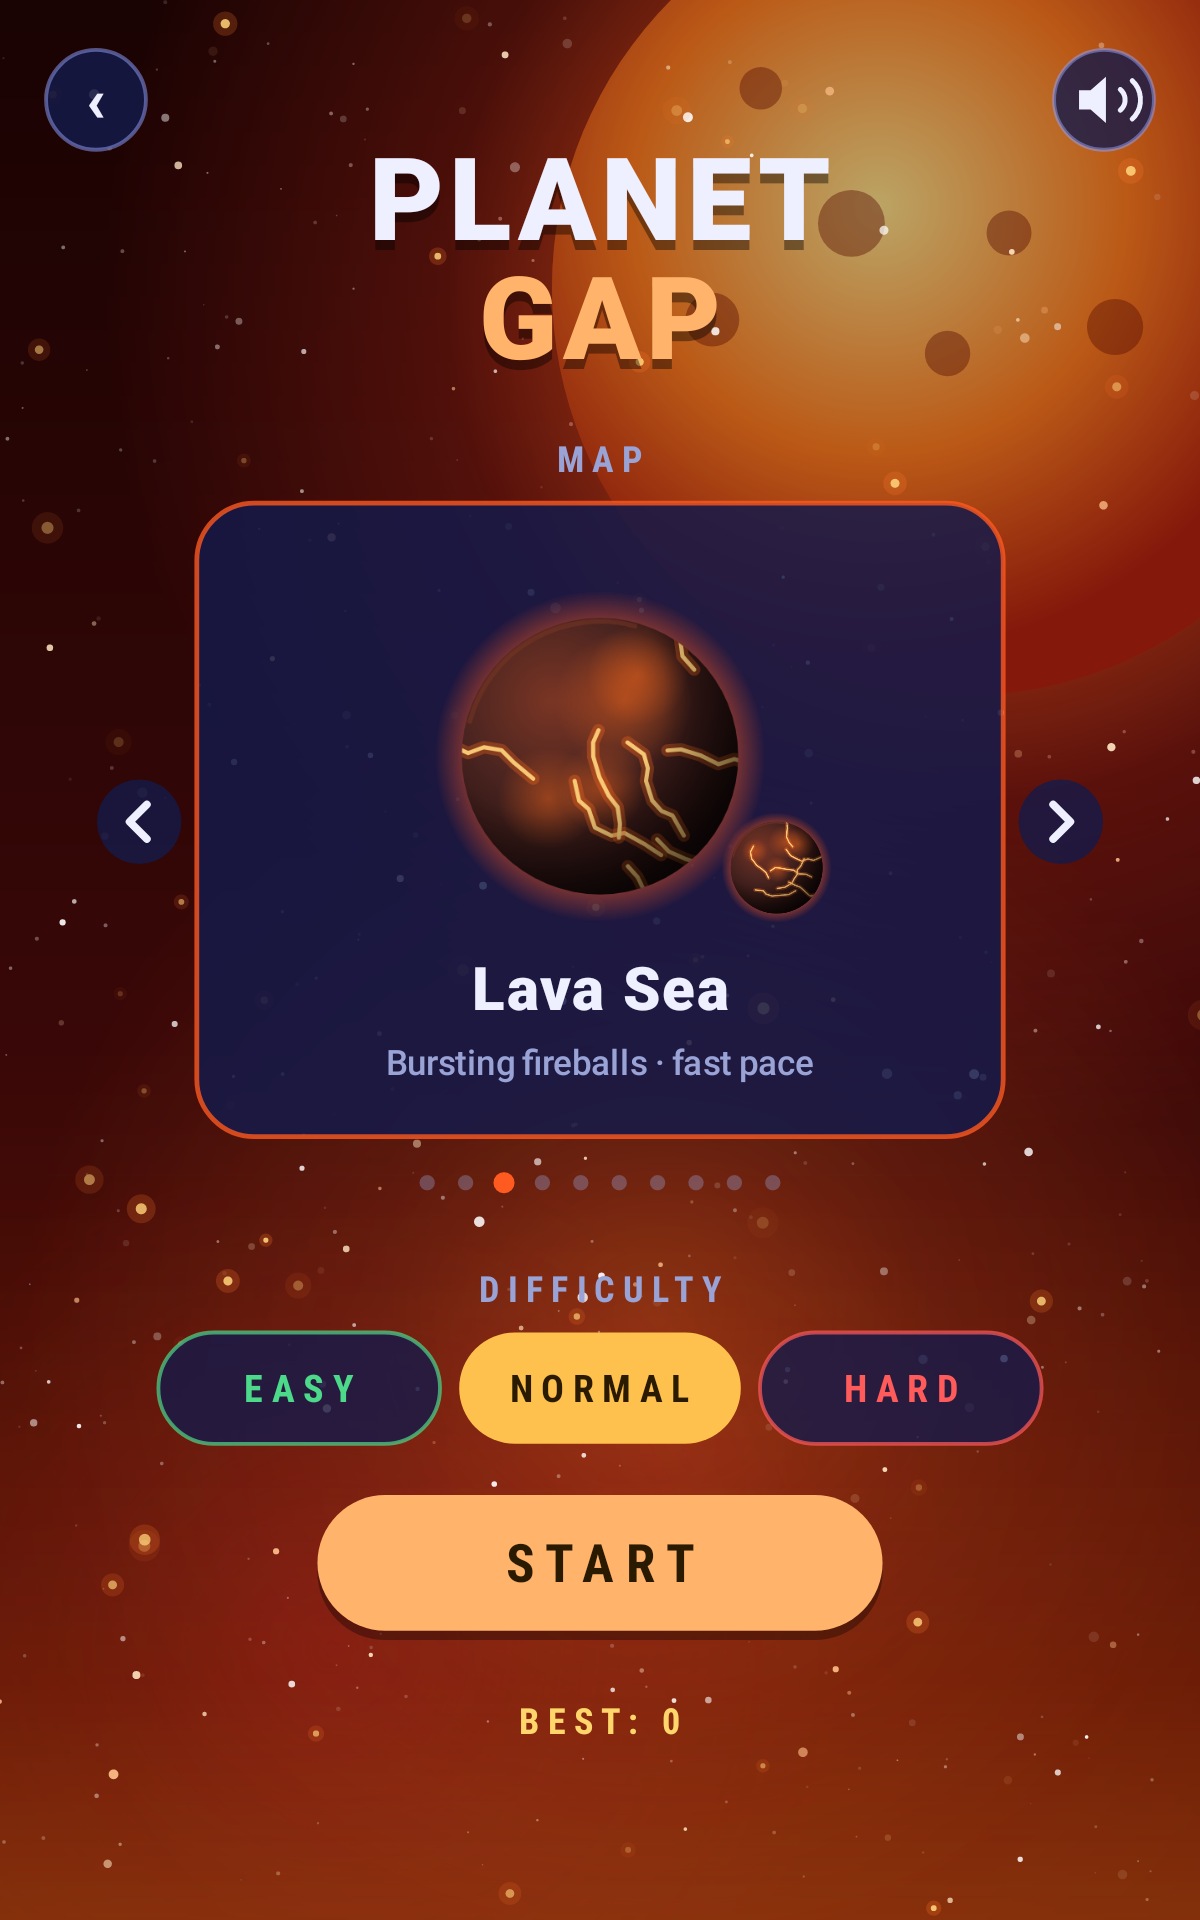 PLANET
GAP
MAP
Lava Sea
Bursting fireballs · fast pace
DIFFICULTY
EASY NORMAL HARD
START
BEST: 0